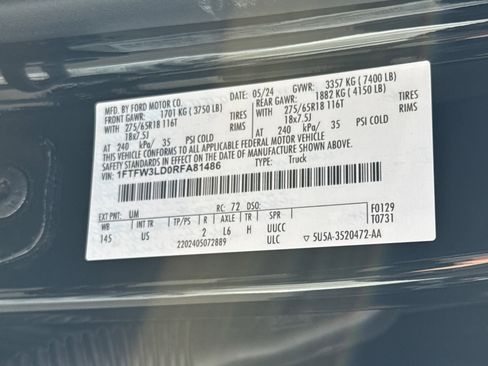 MFD. BY FORD MOTOR CO. DATE: 05/24 GVWR: 3357 KG ( 7400 LB)
FRONT GAWR: 1701 KG ( 3750 LB) REAR GAWR: 1882 KG ( 4150 LB)
WITH 275/65R18 116T TIRES WITH 275/65R18 116T TIRES
18x7.5J RIMS 18x7.5J RIMS
AT 240 kPa/ 35 PSI COLD AT 240 kPa/ 35 PSI COLD
THIS VEHICLE CONFORMS TO ALL APPLICABLE FEDERAL MOTOR VEHICLE
SAFETY STANDARDS IN EFFECT ON THE DATE OF MANUFACTURE SHOWN ABOVE.
VIN: 1FTFW3LD0RFA81486 TYPE: Truck
F0129
T0731
EXT PNT: UM RC: 72 DSO:
WB TP/PS R
145 US 2 L6 H UUCC
2202405072889 ULC ▽ 5U5A-3520472-AA